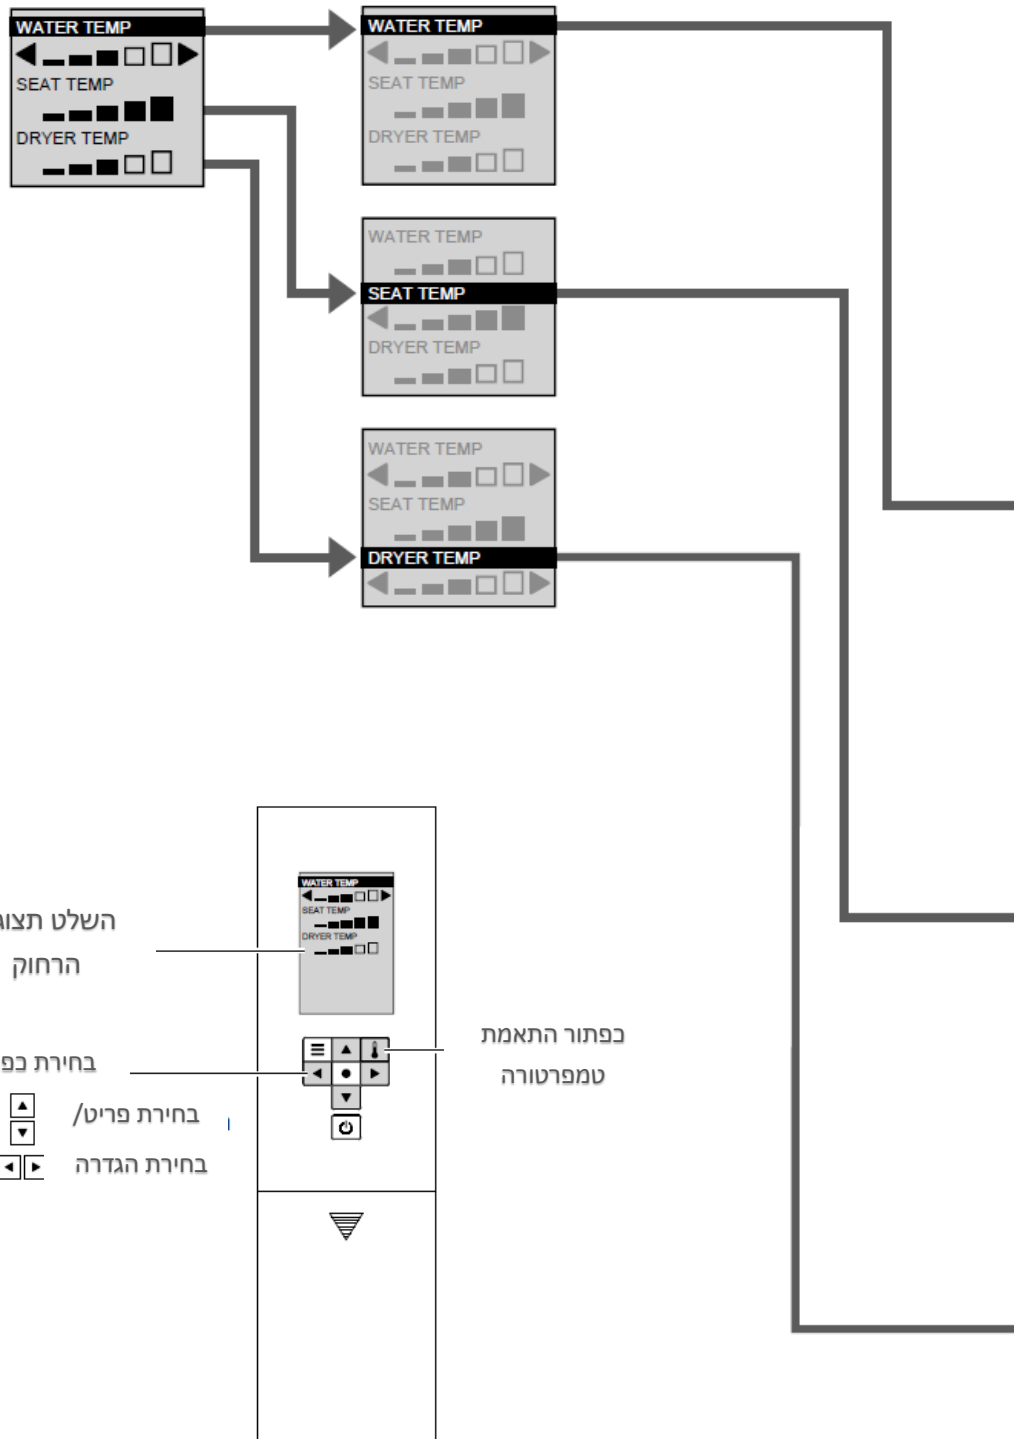 WATER TEMP
SEAT TEMP
DRYER TEMP
WATER TEMP
SEAT TEMP
DRYER TEMP
WATER TEMP
SEAT TEMP
DRYER TEMP
WATER TEMP
SEAT TEMP
DRYER TEMP
WATER TEMP
SEAT TEMP
DRYER TEMP
השלט
הרחוק
כפתור התאמת
טמפרטורה
בחירת
בחירת פריט/
בחירת הגדרה